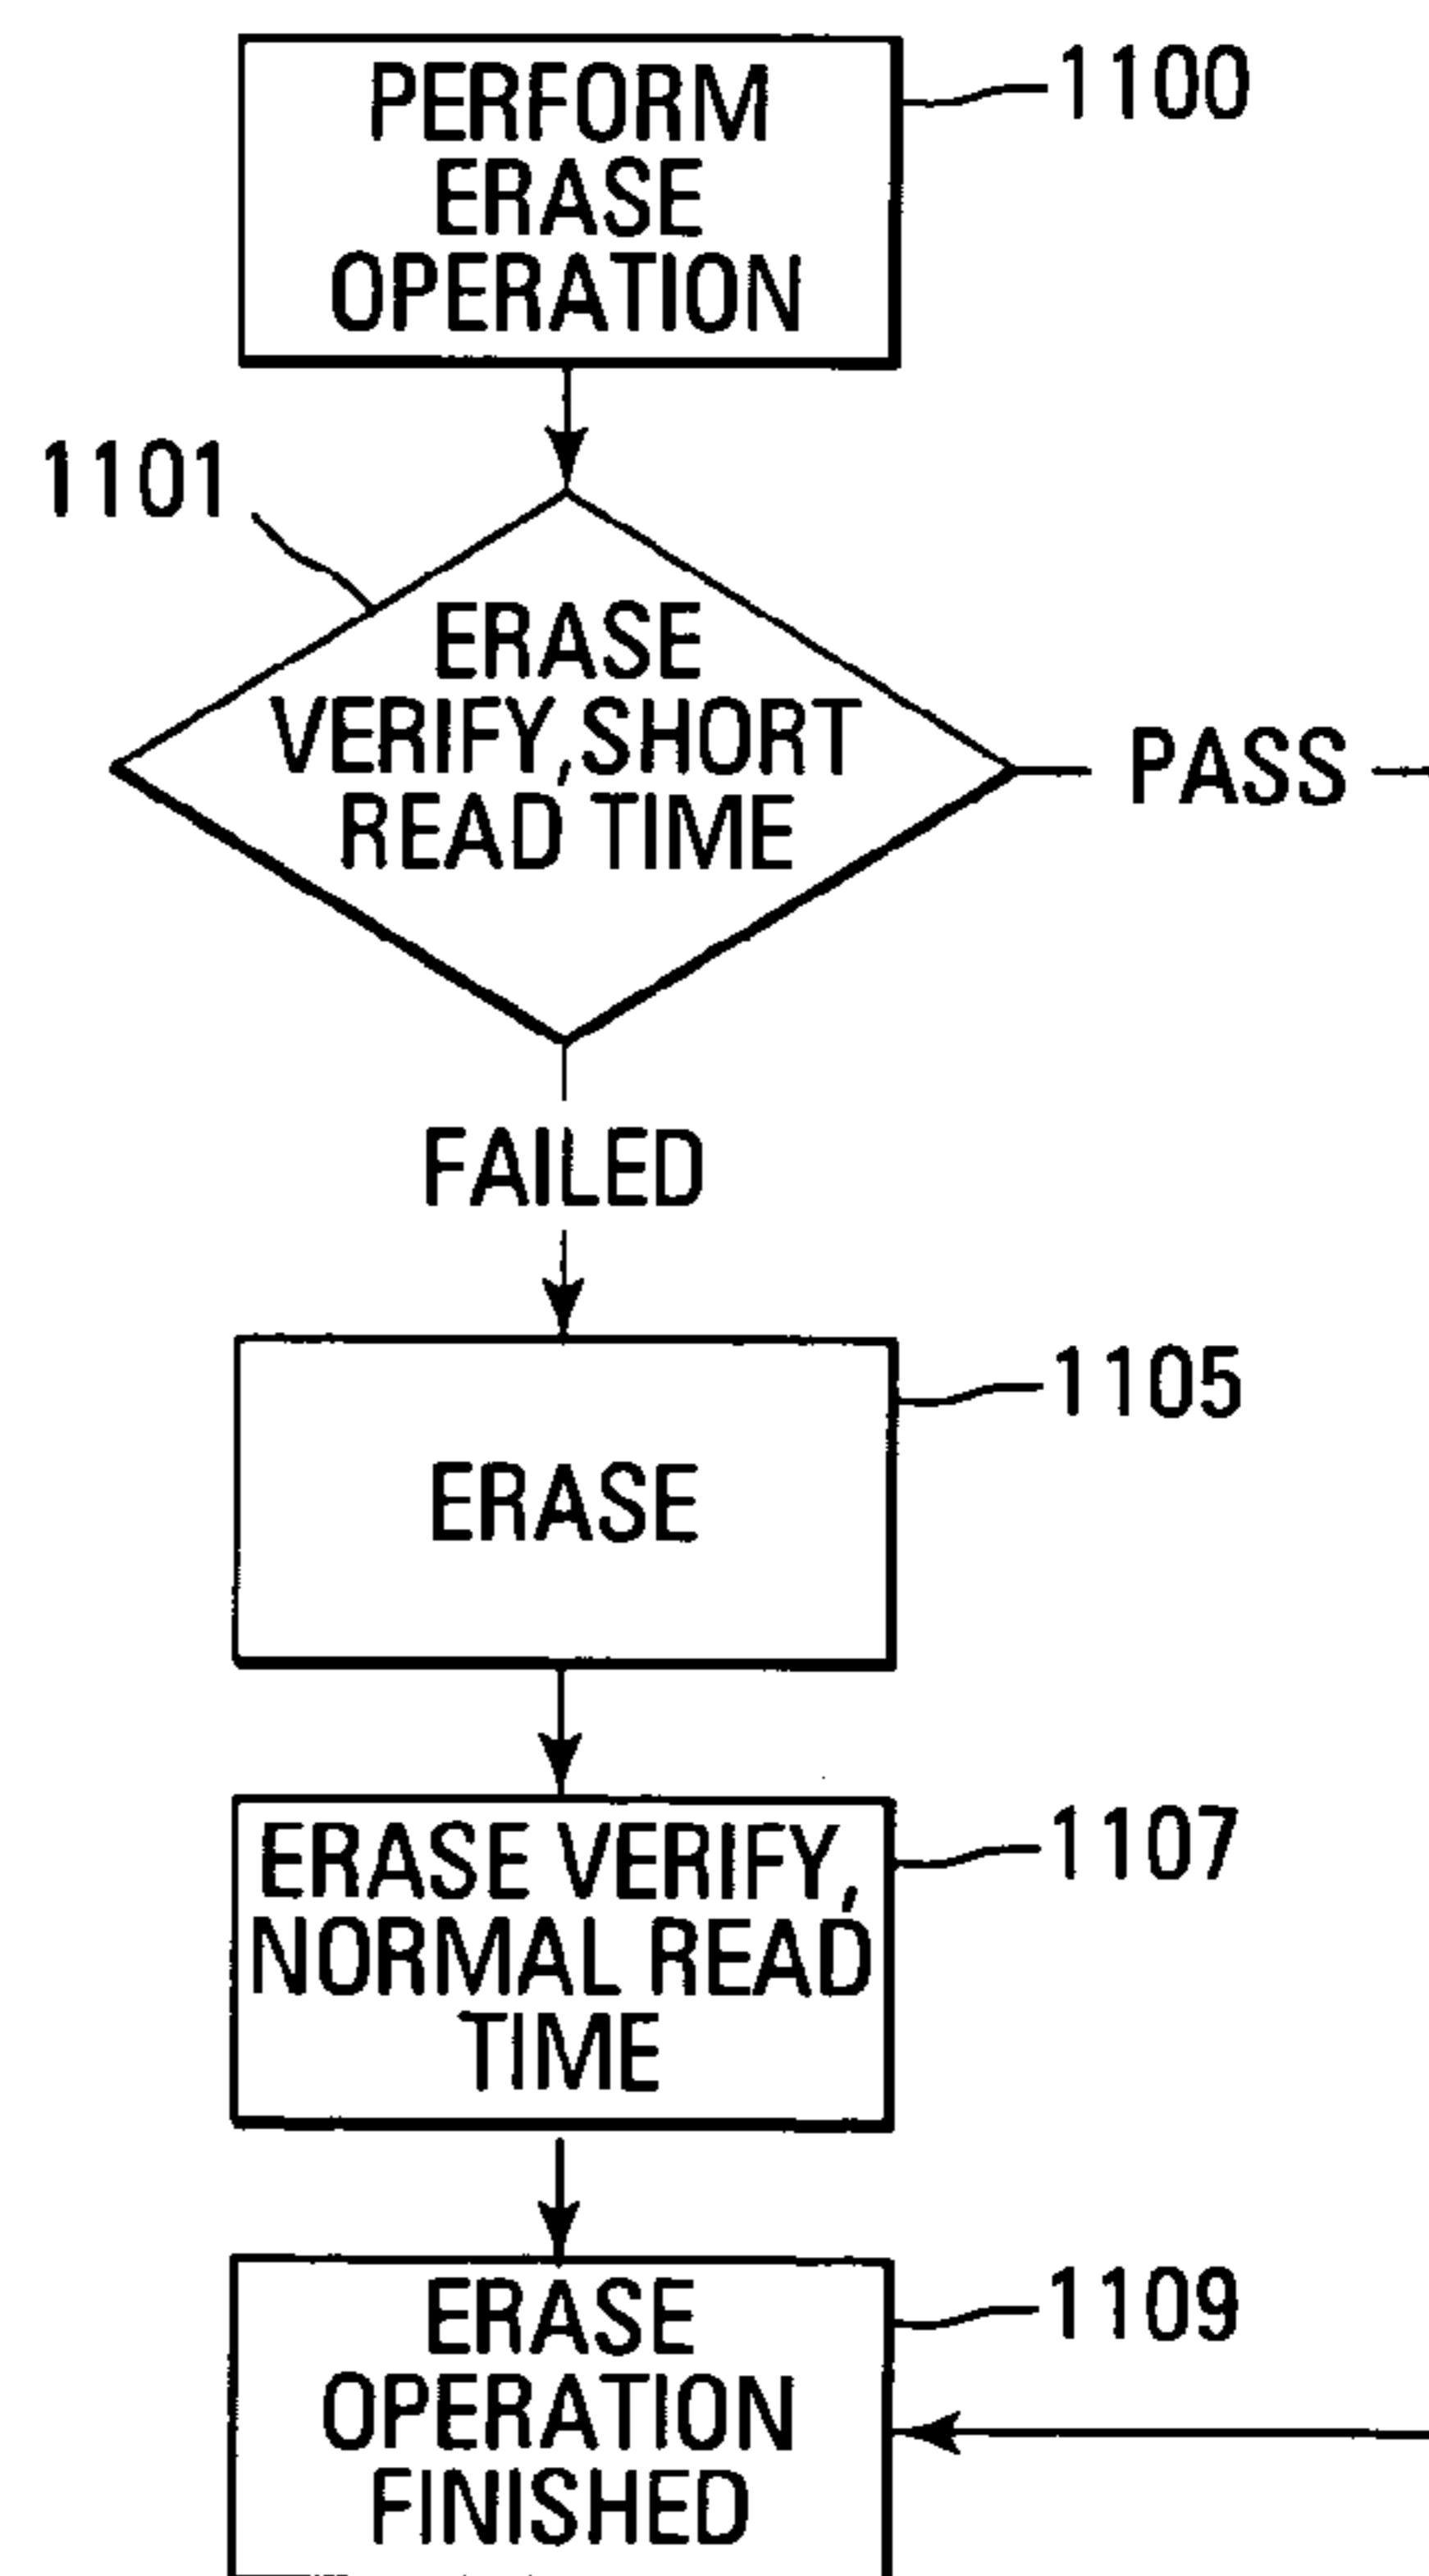 PERFORM
ERASE
OPERATION
1100
1101
ERASE
VERIFY, SHORT
READ TIME
PASS
FAILED
ERASE
1105
ERASE VERIFY,
NORMAL READ
TIME
1107
ERASE
OPERATION
FINISHED
1109